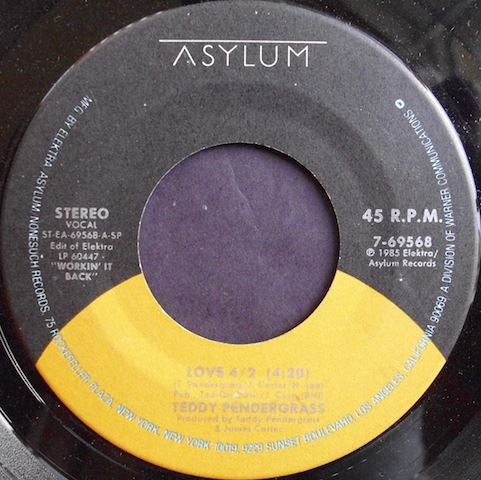 ASYLUM
MFG BY ELEKTRA ASYLUM NONESUCH RECORDS, 75 ROCKEFELLER PLAZA, NEW YORK, NEW YORK 10019, 9229 SUNSET BOULEVARD, LOS ANGELES, CALIFORNIA 90069 A DIVISION OF WARNER COMMUNICATIONS
STEREO
VOCAL
ST-EA-69568-A-SP
Edit of Elektra
LP 60447 -
"WORKIN' IT
BACK"
45 R.P.M.
7-69568
℗ 1985 Elektra/
Asylum Records
LOVE 4/2 (4:20)
Pendergrass, J. Carter, N.
Pub.
TEDDY PENDERGRASS
Produced by Teddy Pendergrass
& James Carter